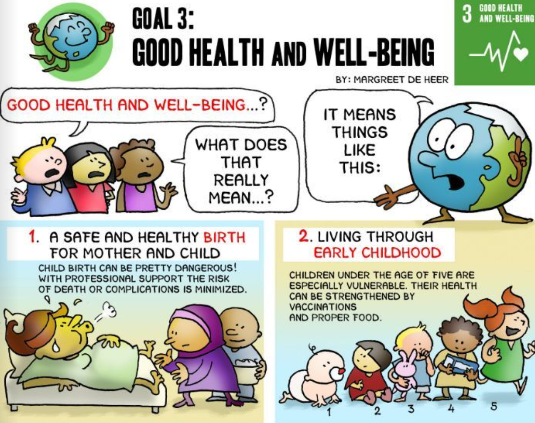 GOAL 3:
GOOD HEALTH AND WELL-BEING
BY: MARGREET DE HEER
3 GOOD HEALTH
AND WELL-BEING
GOOD HEALTH AND WELL-BEING...?
WHAT DOES
THAT
REALLY
MEAN...?
IT MEANS
THINGS
LIKE
THIS:
1. A SAFE AND HEALTHY BIRTH
FOR MOTHER AND CHILD
CHILD BIRTH CAN BE PRETTY DANGEROUS!
WITH PROFESSIONAL SUPPORT THE RISK
OF DEATH OR COMPLICATIONS IS MINIMIZED.
2. LIVING THROUGH
EARLY CHILDHOOD
CHILDREN UNDER THE AGE OF FIVE ARE
ESPECIALLY VULNERABLE. THEIR HEALTH
CAN BE STRENGTHENED BY
VACCINATIONS
AND PROPER FOOD.
1 2 3 4 5